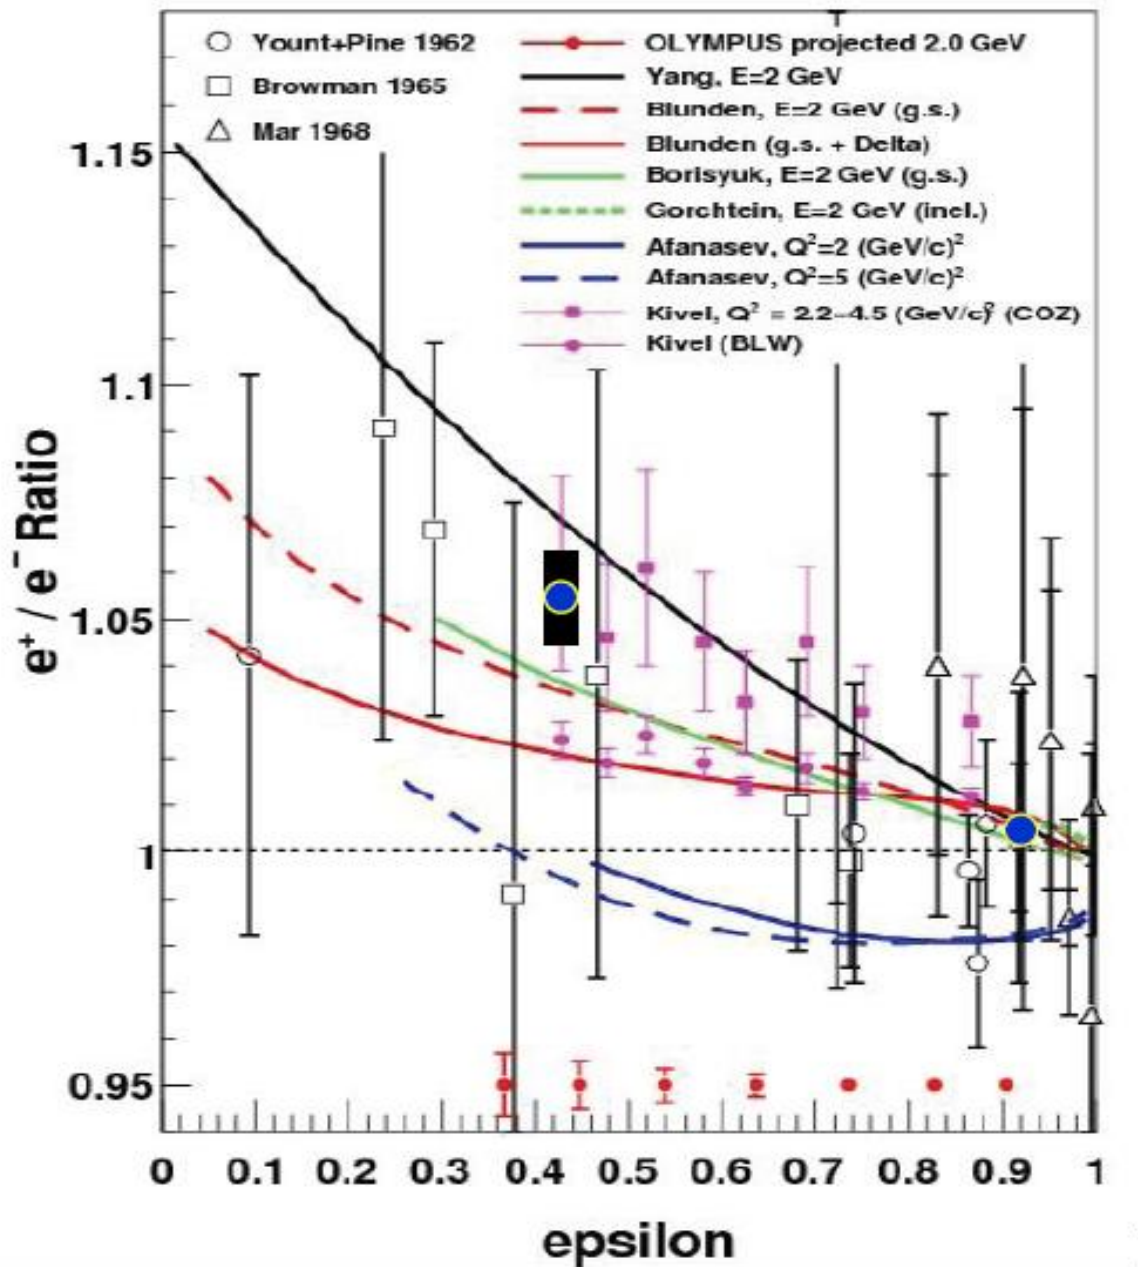 Yount+Pine 1962
Browman 1965
Mar 1968
OLYMPUS projected 2.0 GeV
Yang, E=2 GeV
Blunden, E=2 GeV (g.s.)
Blunden (g.s. + Delta)
Borisyuk, E=2 GeV (g.s.)
Gorchtein, E=2 GeV (inel.)
Afanasev, Q²=2 (GeV/c)²
Afanasev, Q²=5 (GeV/c)²
Kivel, Q² = 2.2–4.5 (GeV/c)² (COZ)
Kivel (BLW)
1.15
1.1
1.05
1
0.95
e⁺ / e⁻ Ratio
0 0.1 0.2 0.3 0.4 0.5 0.6 0.7 0.8 0.9 1
epsilon